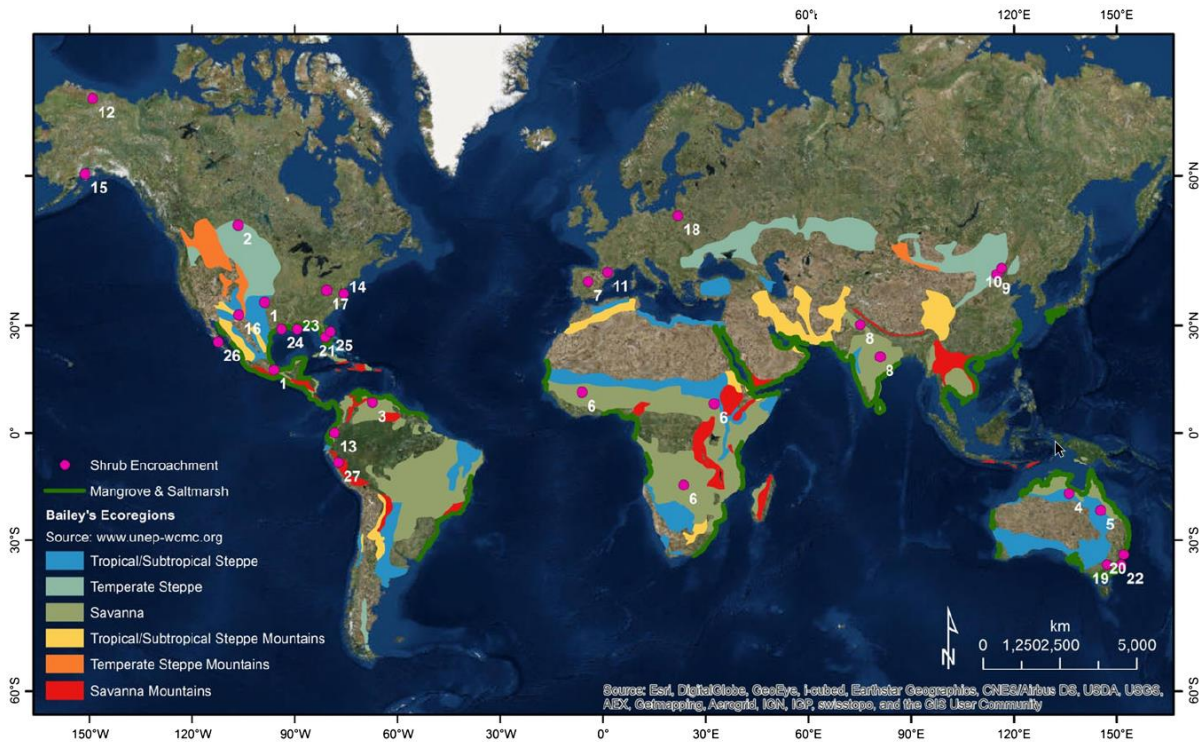 60°t
120°E
150°E
12
15
60°N
60°N
2
18
14
17
1
16
23
24
25
21
26
1
7
11
10
9
30°N
30°N
8
8
6
6
6
3
13
27
0°
0°
4
5
20
19
22
30°S
30°S
Shrub Encroachment
Mangrove & Saltmarsh
Bailey's Ecoregions
Source: www.unep-wcmc.org
Tropical/Subtropical Steppe
Temperate Steppe
Savanna
Tropical/Subtropical Steppe Mountains
Temperate Steppe Mountains
Savanna Mountains
N
km
0 1,2502,500 5,000
60°S
60°S
Source: Esri, DigitalGlobe, GeoEye, i-cubed, Earthstar Geographics, CNES/Airbus DS, USDA, USGS,
AEX, Getmapping, Aerogrid, IGN, IGP, swisstopo, and the GIS User Community
150°W 120°W 90°W 60°W 30°W 0° 30°E 60°E 90°E 120°E 150°E